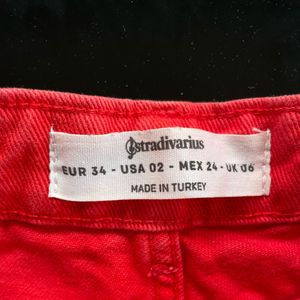 stradivarius
EUR 34 - USA 02 - MEX 24 - UK 06
MADE IN TURKEY